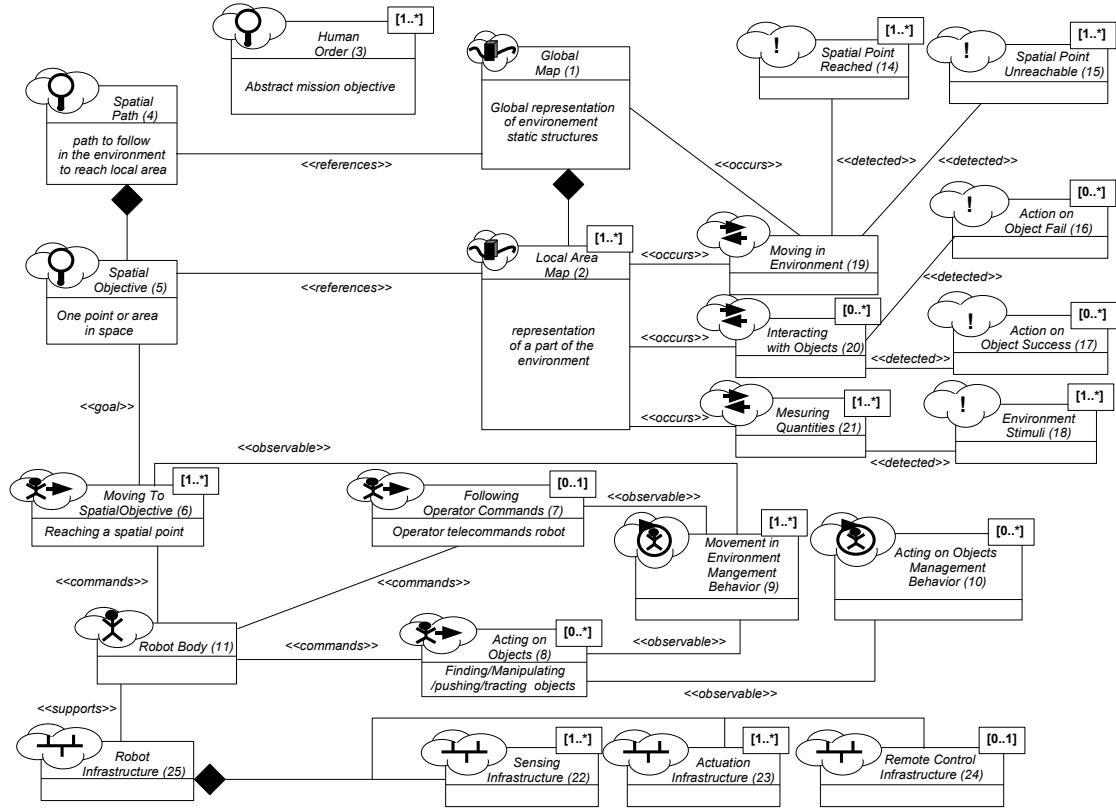 [1..*]
Human
Order (3)
Abstract mission objective
Global
Map (1)
Global representation
of environement
static structures
[1..*]
Spatial Point
Reached (14)
[1..*]
Spatial Point
Unreachable (15)
Spatial
Path (4)
path to follow
in the environment
to reach local area
<<references>>
<<occurs>>
<<detected>>
<<detected>>
[0..*]
Action on
Object Fail (16)
Spatial
Objective (5)
One point or area
in space
<<references>>
[1..*]
Local Area
Map (2)
representation
of a part of the
environment
<<occurs>>
Moving in
Environment (19)
<<detected>>
[0..*]
Interacting
with Objects (20)
<<occurs>>
<<detected>>
[0..*]
Action on
Object Success (17)
<<goal>>
<<occurs>>
[1..*]
Mesuring
Quantities (21)
<<detected>>
[1..*]
Environment
Stimuli (18)
<<observable>>
[1..*]
Moving To
SpatialObjective (6)
Reaching a spatial point
[0..1]
Following
Operator Commands (7)
Operator telecommands robot
<<observable>>
[1..*]
Movement in
Environment
Mangement
Behavior (9)
[0..*]
Acting on Objects
Management
Behavior (10)
<<commands>>
<<commands>>
Robot Body (11)
<<commands>>
[0..*]
Acting on
Objects (8)
Finding/Manipulating
/pushing/tracting objects
<<observable>>
<<observable>>
<<supports>>
Robot
Infrastructure (25)
[1..*]
Sensing
Infrastructure (22)
[1..*]
Actuation
Infrastructure (23)
[0..1]
Remote Control
Infrastructure (24)